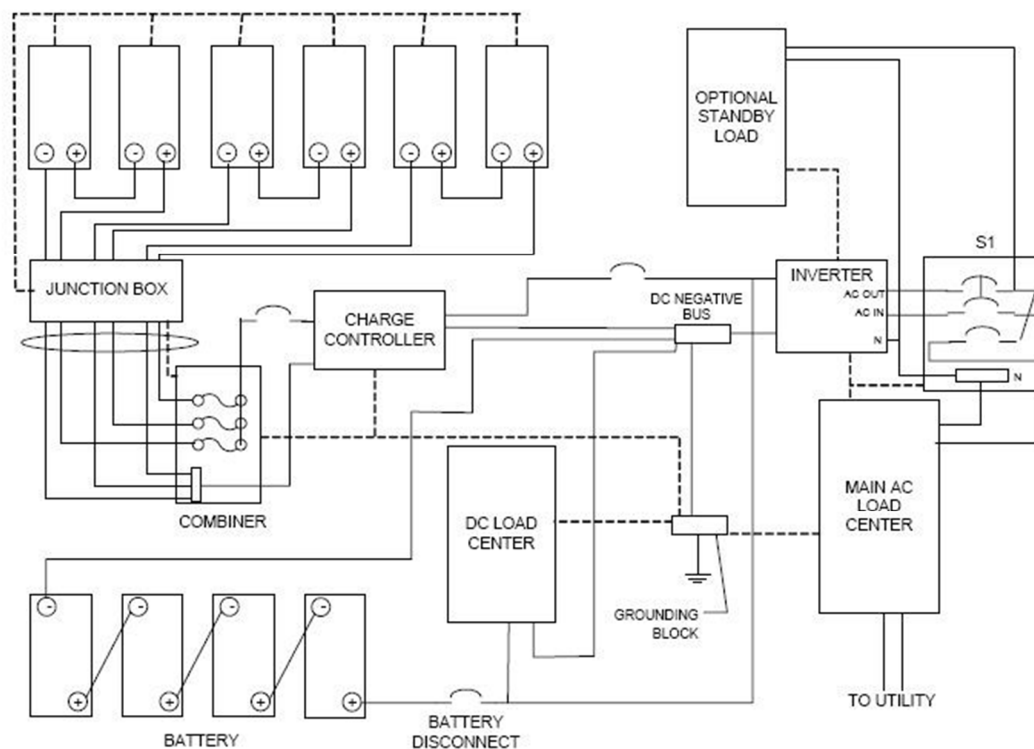 OPTIONAL
STANDBY
LOAD
- + - + - + - + - + - +
S1
JUNCTION BOX
INVERTER
AC OUT
AC IN
N
DC NEGATIVE
BUS
CHARGE
CONTROLLER
N
COMBINER
DC LOAD
CENTER
MAIN AC
LOAD
CENTER
GROUNDING
BLOCK
- - - -
+ + + +
TO UTILITY
BATTERY
BATTERY
DISCONNECT